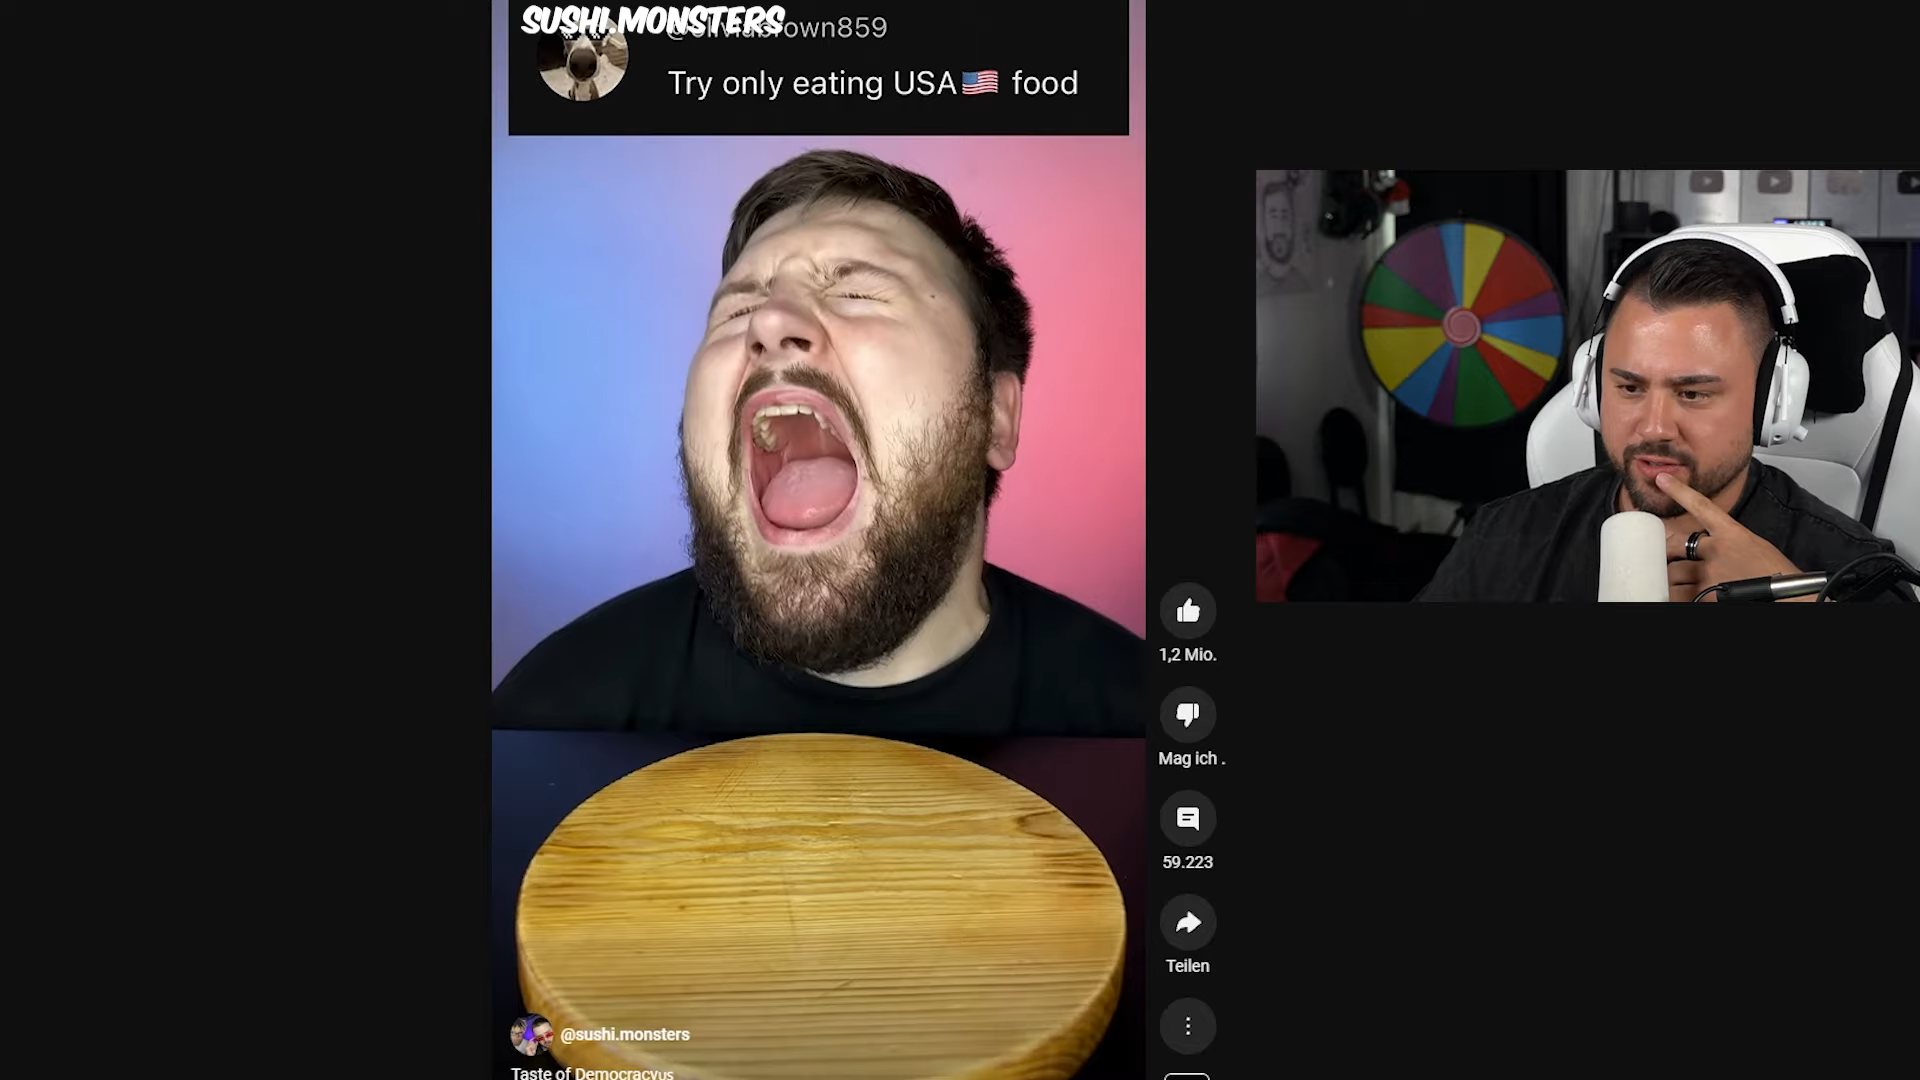 SUSHI.MONSTERS
@oliviabrown859
Try only eating USA🇺🇸 food
1,2 Mio.
Mag ich .
59.223
Teilen
@sushi.monsters
Taste of Democracyus